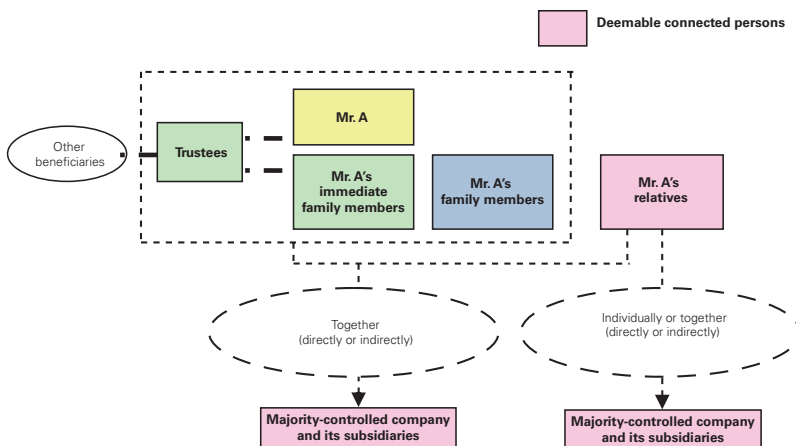 Deemable connected persons
Mr. A
Other
beneficiaries
Trustees
Mr. A's
immediate
family members
Mr. A's
family members
Mr. A's
relatives
Together
(directly or indirectly)
Individually or together
(directly or indirectly)
Majority-controlled company
and its subsidiaries
Majority-controlled company
and its subsidiaries